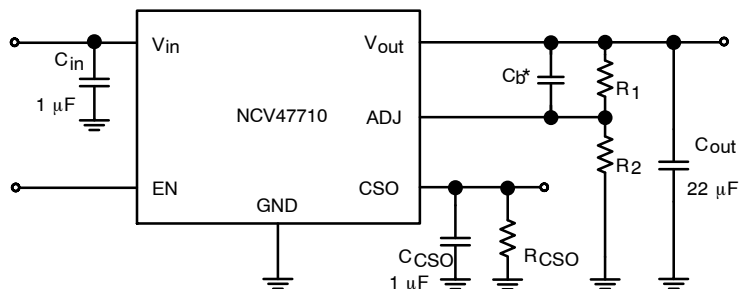 Vin
Vout
Cin
1 μF
Cb*
R1
NCV47710
ADJ
Cout
22 μF
R2
EN
CSO
GND
CCSO
1 μF
RCSO